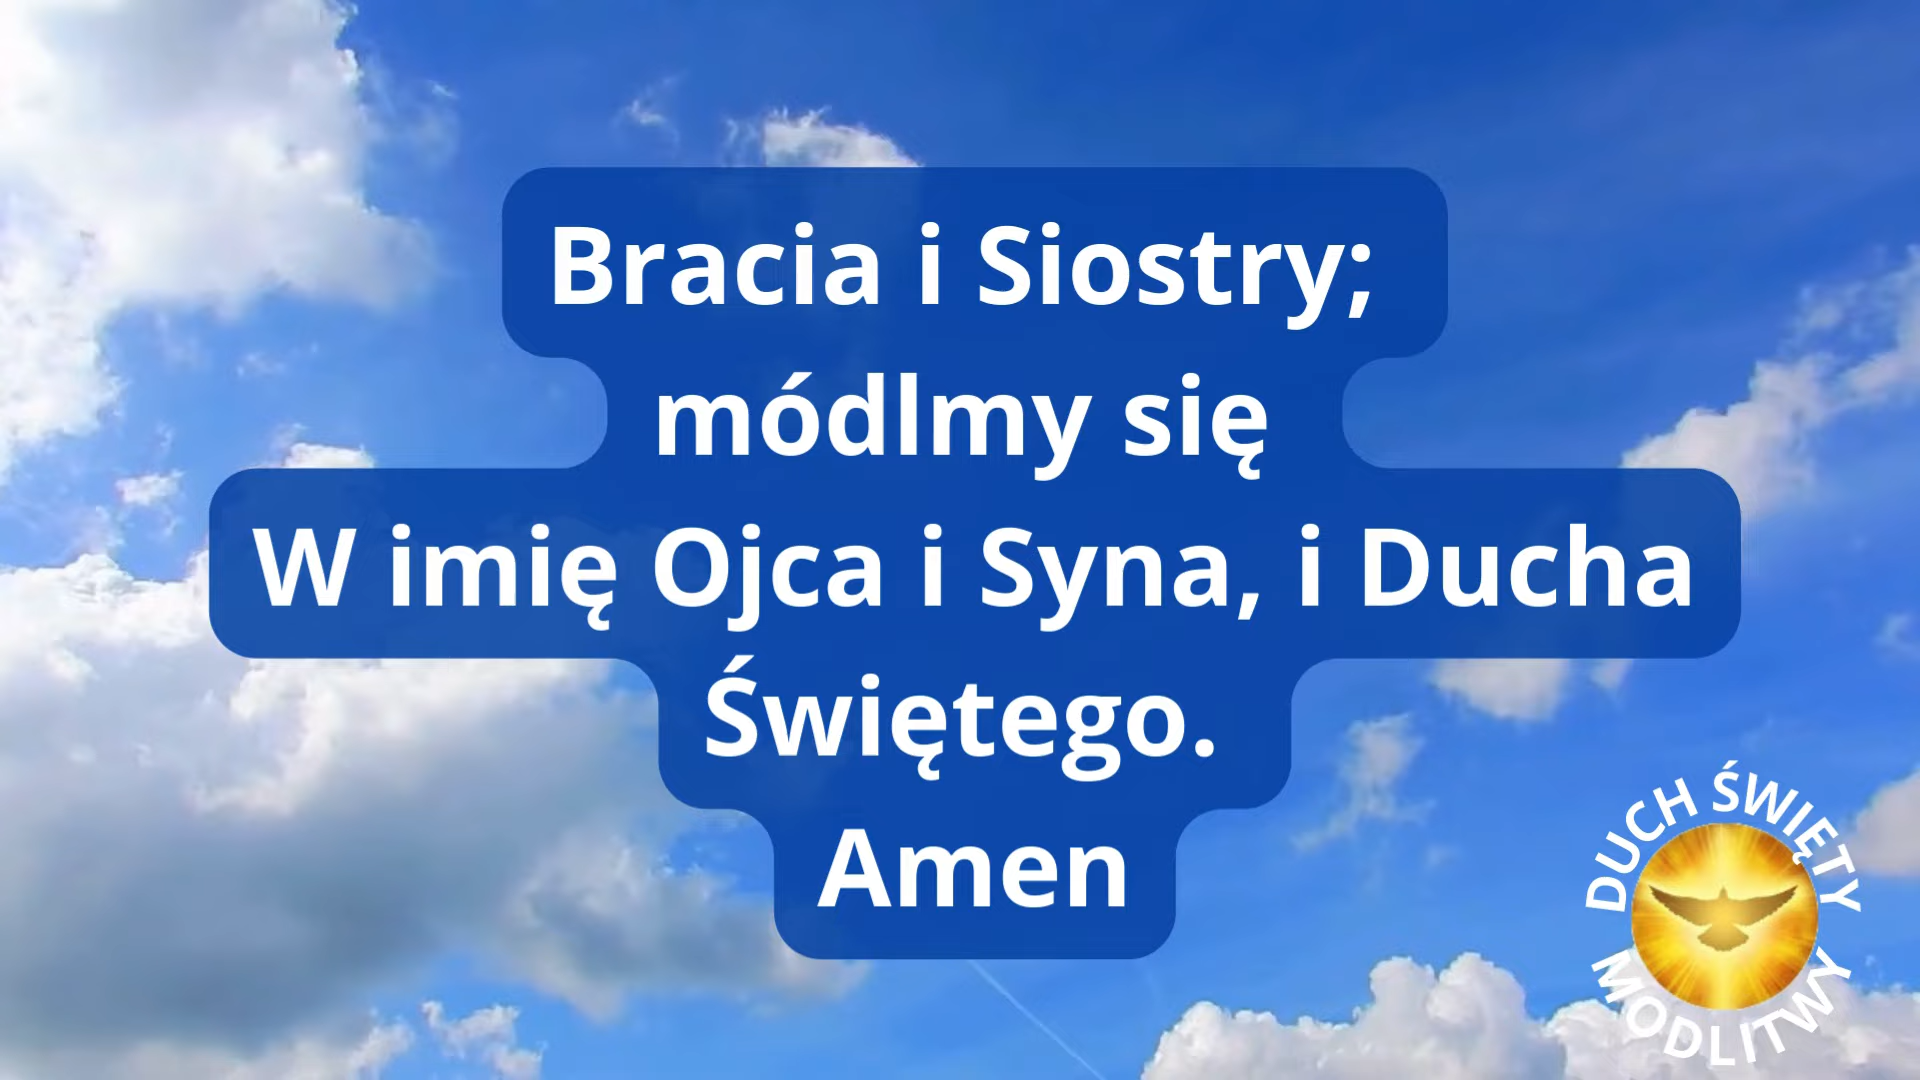 Bracia i Siostry;
módlmy się
W imię Ojca i Syna, i Ducha
Świętego.
Amen
DUCH ŚWIĘTY
MODLITWY